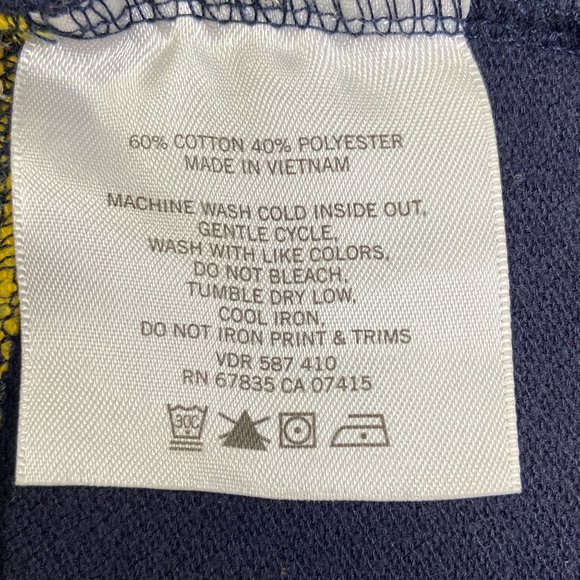 60% COTTON 40% POLYESTER
MADE IN VIETNAM
MACHINE WASH COLD INSIDE OUT,
GENTLE CYCLE,
WASH WITH LIKE COLORS,
DO NOT BLEACH,
TUMBLE DRY LOW,
COOL IRON,
DO NOT IRON PRINT & TRIMS
VDR 587 410
RN 67835 CA 07415
30C